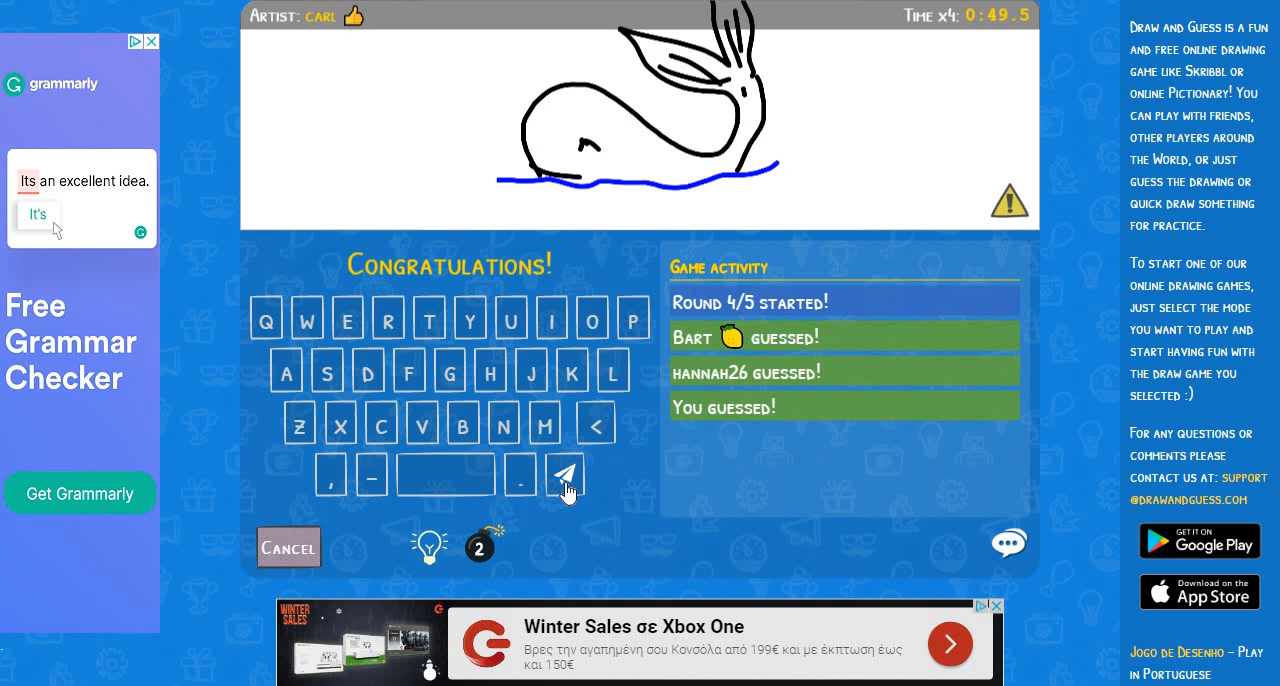 Artist: carl
Time x4: 0:49.5
grammarly
Its an excellent idea.
It's
Free
Grammar
Checker
Get Grammarly
Congratulations!
Q W E R T Y U I O P
A S D F G H J K L
Z X C V B N M <
, – .
Cancel
2
Game activity
Round 4/5 started!
Bart guessed!
hannah26 guessed!
You guessed!
WINTER
SALES
Winter Sales σε Xbox One
Βρες την αγαπημένη σου Κονσόλα από 199€ και με έκπτωση έως
και 150€
Draw and Guess is a fun
and free online drawing
game like Skribbl or
online Pictionary! You
can play with friends,
other players around
the World, or just
guess the drawing or
quick draw something
for practice.
To start one of our
online drawing games,
just select the mode
you want to play and
start having fun with
the draw game you
selected :)
For any questions or
comments please
contact us at: support
@drawandguess.com
GET IT ON
Google Play
Download on the
App Store
Jogo de Desenho – Play
in Portuguese